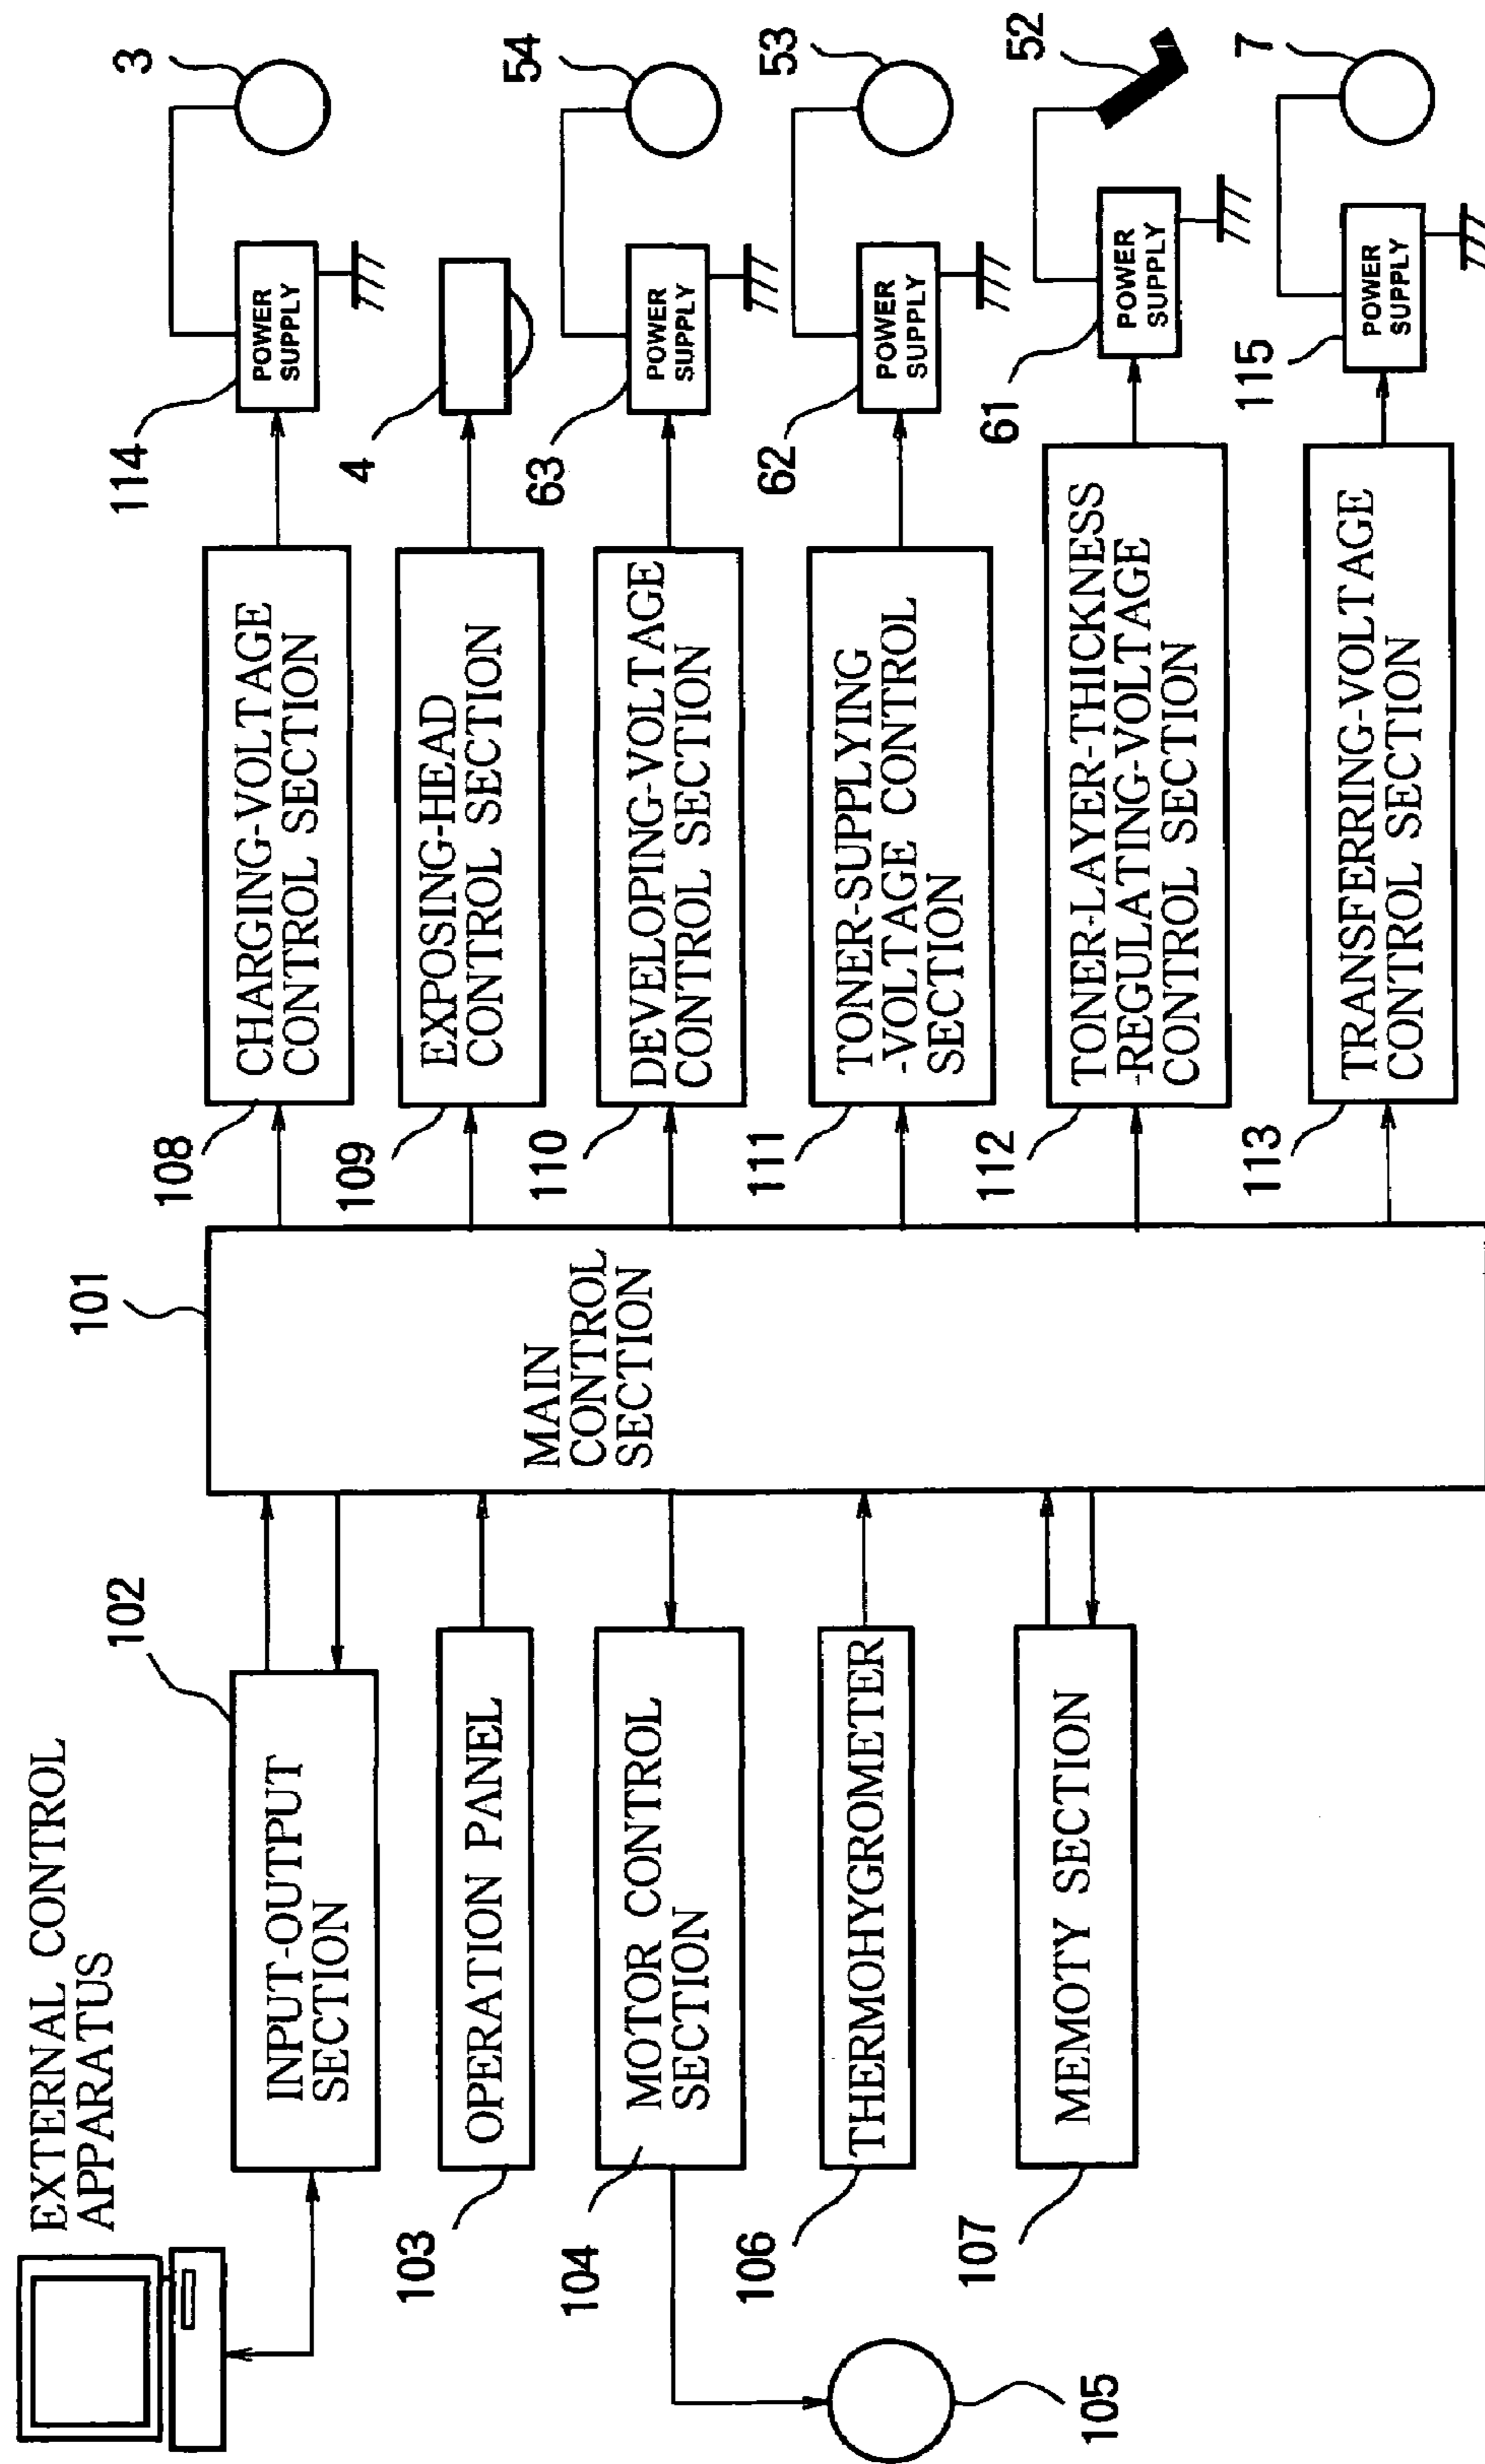 EXTERNAL CONTROL
APPARATUS
102
INPUT-OUTPUT
SECTION
103
OPERATION PANEL
104
MOTOR CONTROL
SECTION
105
106
THERMOHYGROMETER
107
MEMOTY SECTION
101
MAIN
CONTROL
SECTION
108
CHARGING-VOLTAGE
CONTROL SECTION
114
POWER
SUPPLY
3
109
EXPOSING-HEAD
CONTROL SECTION
4
110
DEVELOPING-VOLTAGE
CONTROL SECTION
63
POWER
SUPPLY
54
111
TONER-SUPPLYING
-VOLTAGE CONTROL
SECTION
62
POWER
SUPPLY
53
112
TONER-LAYER-THICKNESS
-REGULATING-VOLTAGE
CONTROL SECTION
61
POWER
SUPPLY
52
113
TRANSFERRING-VOLTAGE
CONTROL SECTION
115
POWER
SUPPLY
7